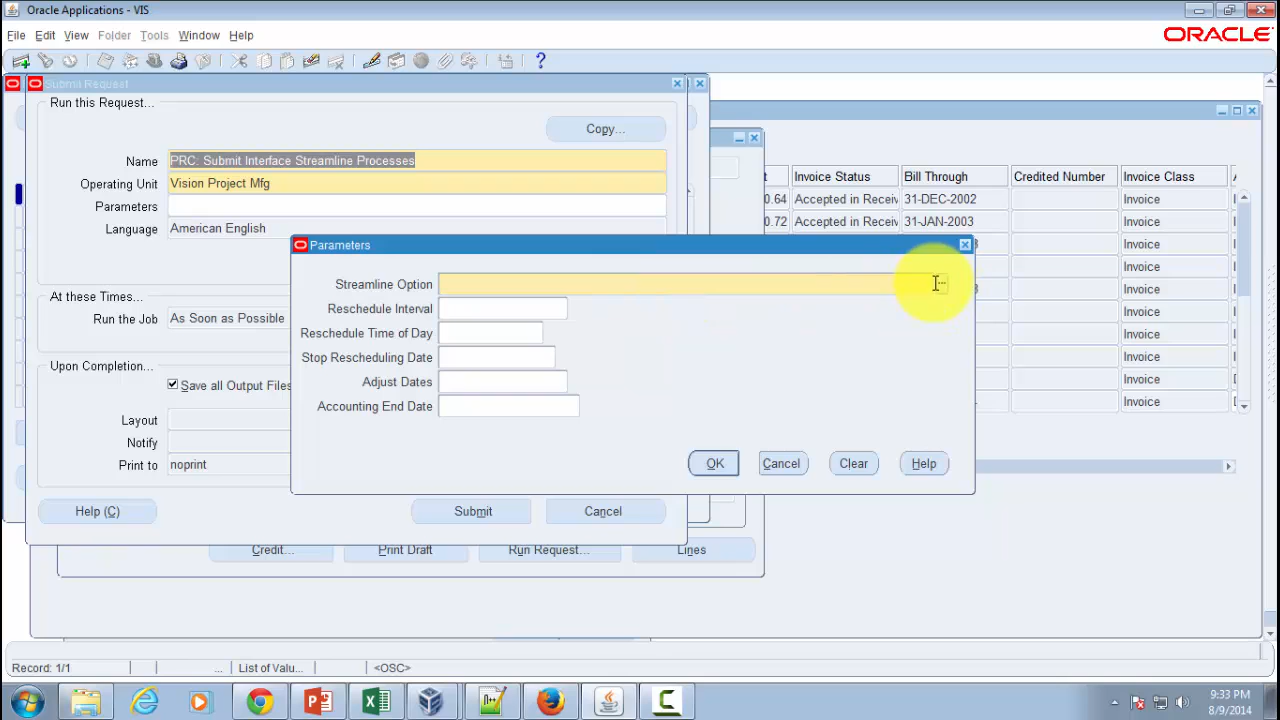 Oracle Applications - VIS
File Edit View Folder Tools Window Help
ORACLE
Submit Request
Run this Request...
Copy...
Name PRC: Submit Interface Streamline Processes
Operating Unit Vision Project Mfg
Parameters
Language American English
At these Times...
Run the Job As Soon as Possible
Upon Completion...
Save all Output Files
Layout
Notify
Print to noprint
Help (C) Submit Cancel
Parameters
Streamline Option
Reschedule Interval
Reschedule Time of Day
Stop Rescheduling Date
Adjust Dates
Accounting End Date
OK Cancel Clear Help
t Invoice Status Bill Through Credited Number Invoice Class
0.64 Accepted in Receiv 31-DEC-2002 Invoice
0.72 Accepted in Receiv 31-JAN-2003 Invoice
3 Invoice
Invoice
3 Invoice
Invoice
Invoice
Invoice
Invoice D
Invoice
Credit... Print Draft Run Request... Lines
Record: 1/1 ... List of Valu... <OSC>
9:33 PM
8/9/2014